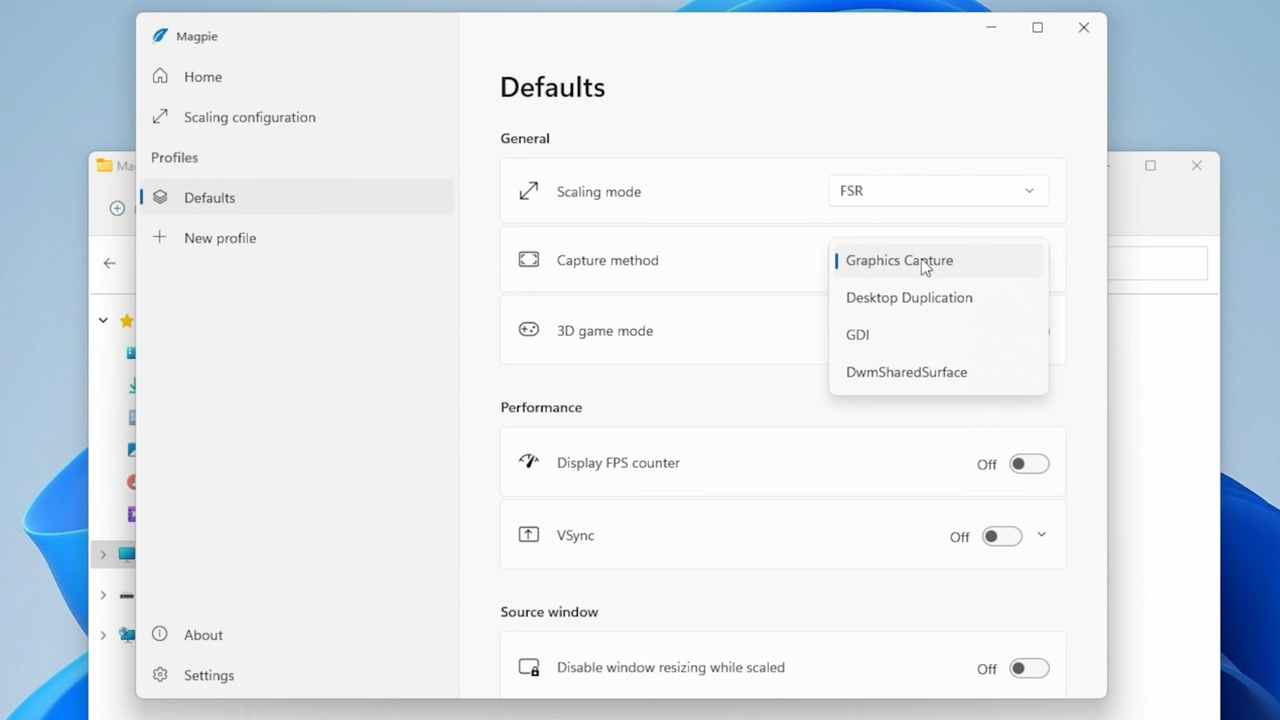 Magpie
Home
Scaling configuration
Profiles
Defaults
New profile
About
Settings
Defaults
General
Scaling mode
FSR
Capture method
Graphics Capture
Desktop Duplication
GDI
DwmSharedSurface
3D game mode
Performance
Display FPS counter
Off
VSync
Off
Source window
Disable window resizing while scaled
Off